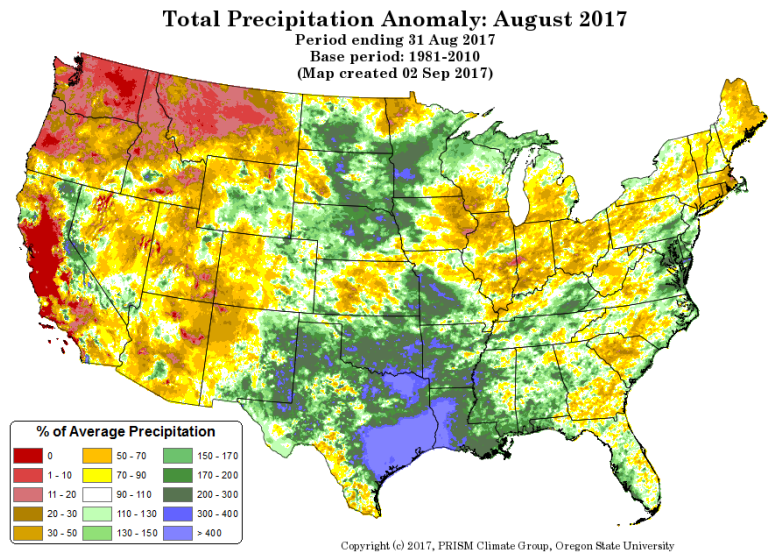 Total Precipitation Anomaly: August 2017
Period ending 31 Aug 2017
Base period: 1981-2010
(Map created 02 Sep 2017)
% of Average Precipitation
0
1 - 10
11 - 20
20 - 30
30 - 50
50 - 70
70 - 90
90 - 110
110 - 130
130 - 150
150 - 170
170 - 200
200 - 300
300 - 400
> 400
Copyright (c) 2017, PRISM Climate Group, Oregon State University